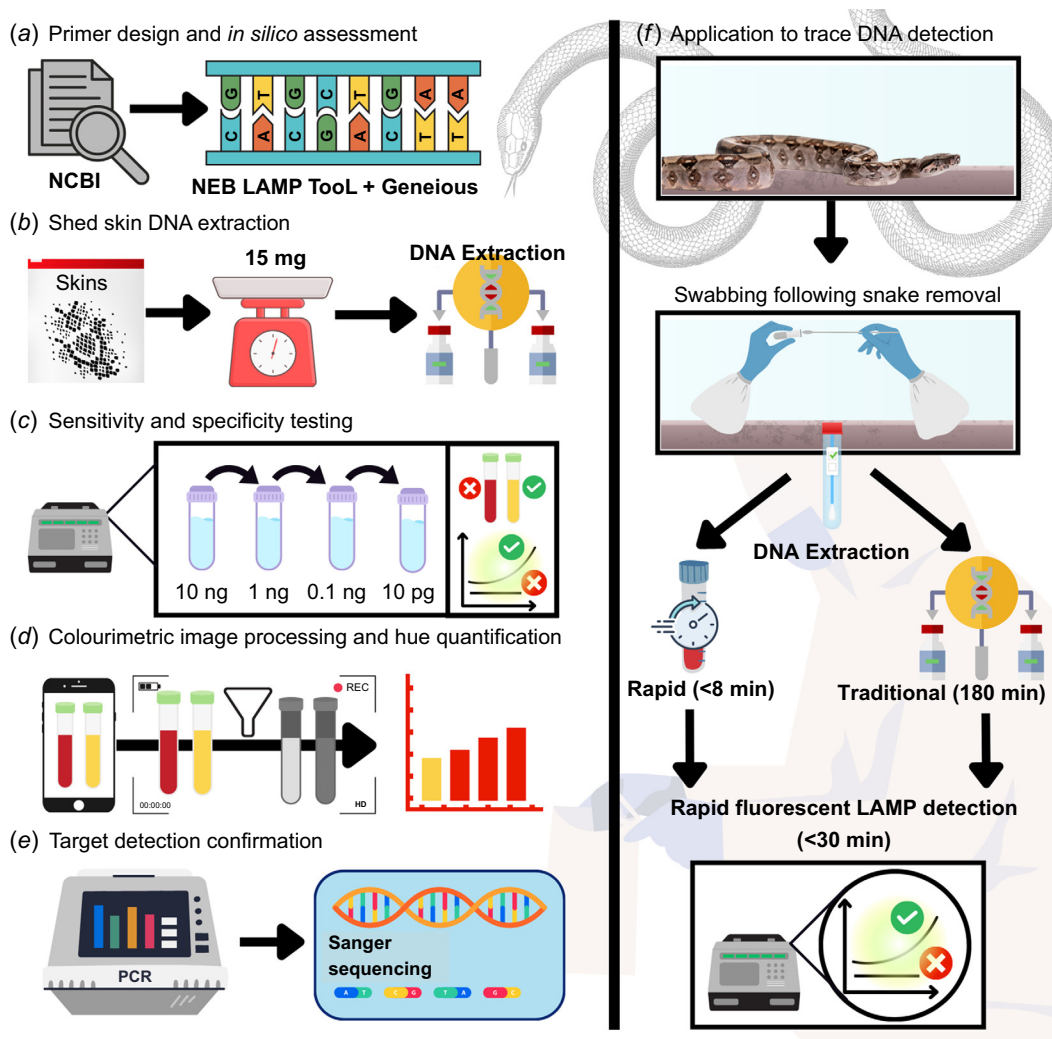 (a) Primer design and in silico assessment
G T G C T G A A
C A C G A C T T
NCBI
NEB LAMP TooL + Geneious
(b) Shed skin DNA extraction
Skins
15 mg
DNA Extraction
(c) Sensitivity and specificity testing
10 ng
1 ng
0.1 ng
10 pg
(d) Colourimetric image processing and hue quantification
REC
00:00:00
HD
(e) Target detection confirmation
PCR
Sanger
sequencing
A T C G T A G C
(f) Application to trace DNA detection
Swabbing following snake removal
DNA Extraction
Rapid (<8 min)
Traditional (180 min)
Rapid fluorescent LAMP detection
(<30 min)